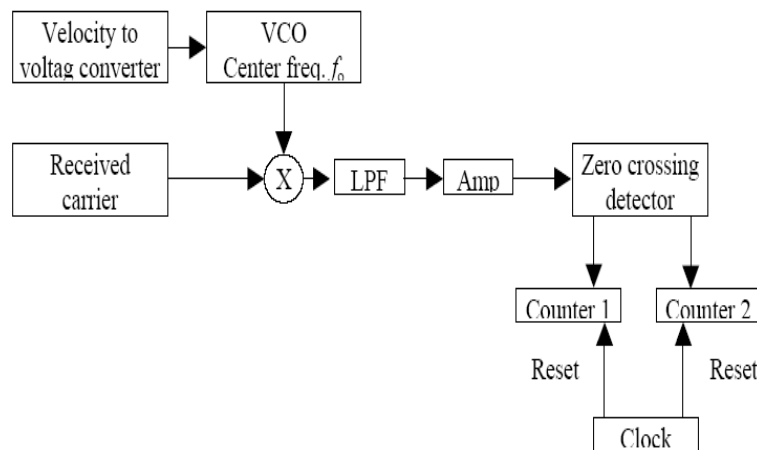 Velocity to
voltag converter
VCO
Center freq. fo
Received
carrier
X
LPF
Amp
Zero crossing
detector
Counter 1
Counter 2
Reset
Reset
Clock